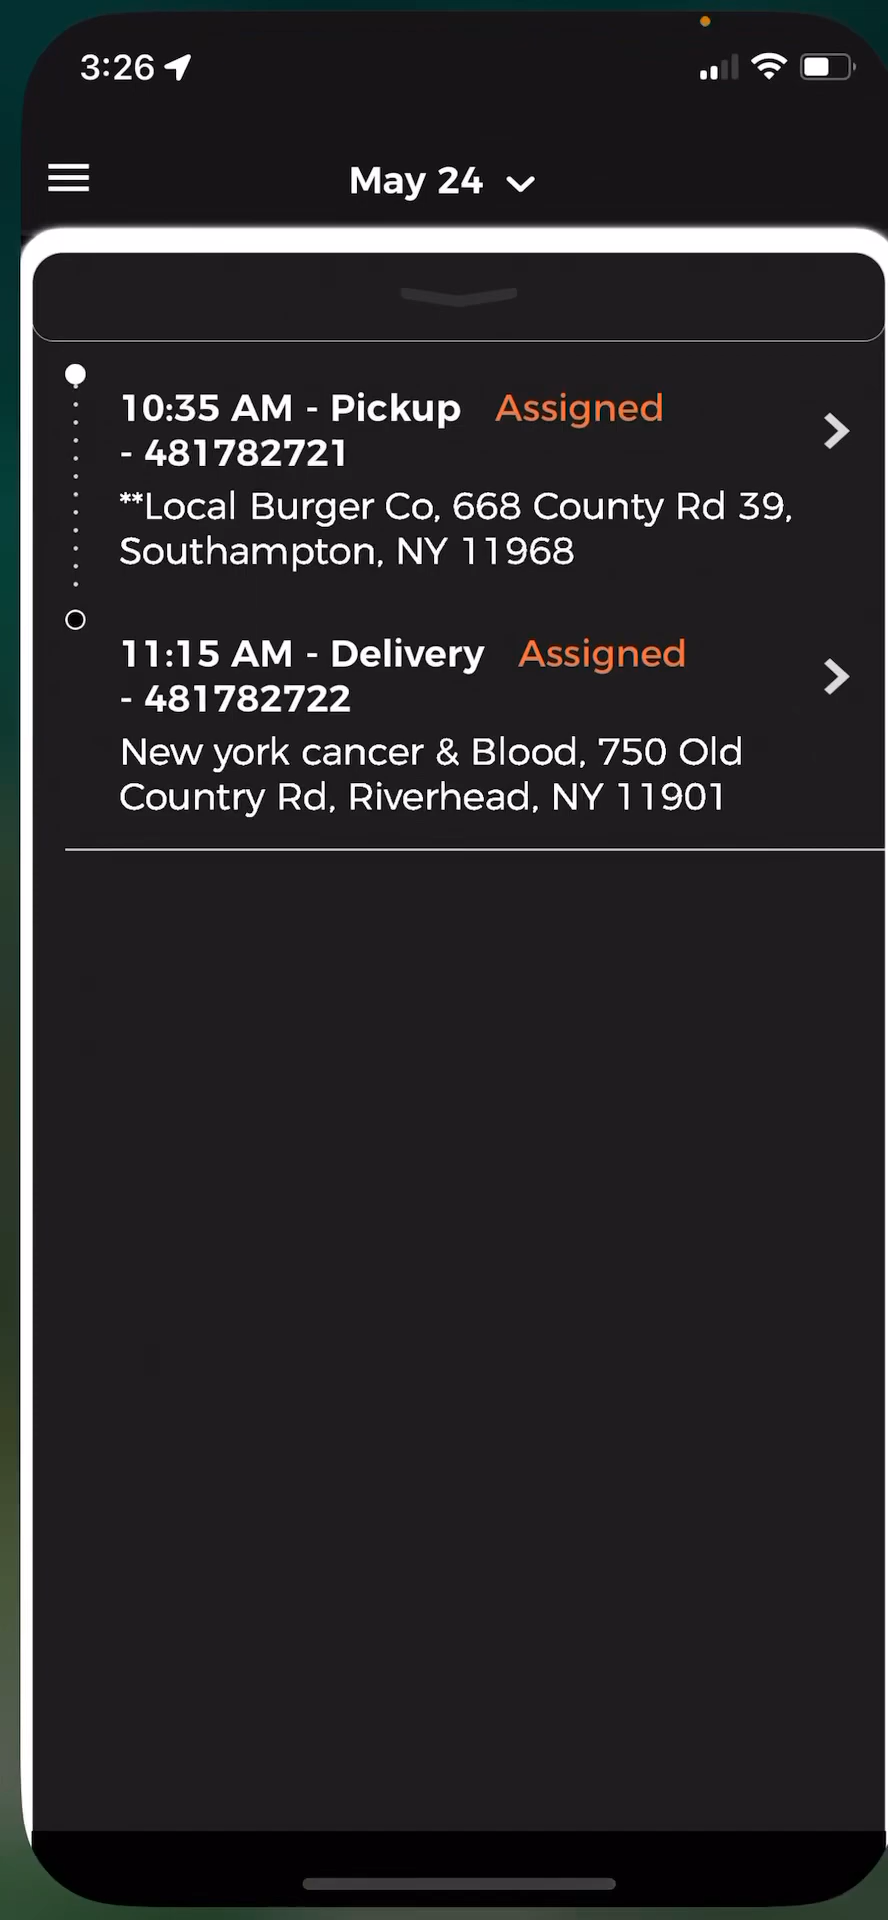 3:26
May 24
10:35 AM - Pickup Assigned
- 481782721
**Local Burger Co, 668 County Rd 39,
Southampton, NY 11968
11:15 AM - Delivery Assigned
- 481782722
New york cancer & Blood, 750 Old
Country Rd, Riverhead, NY 11901